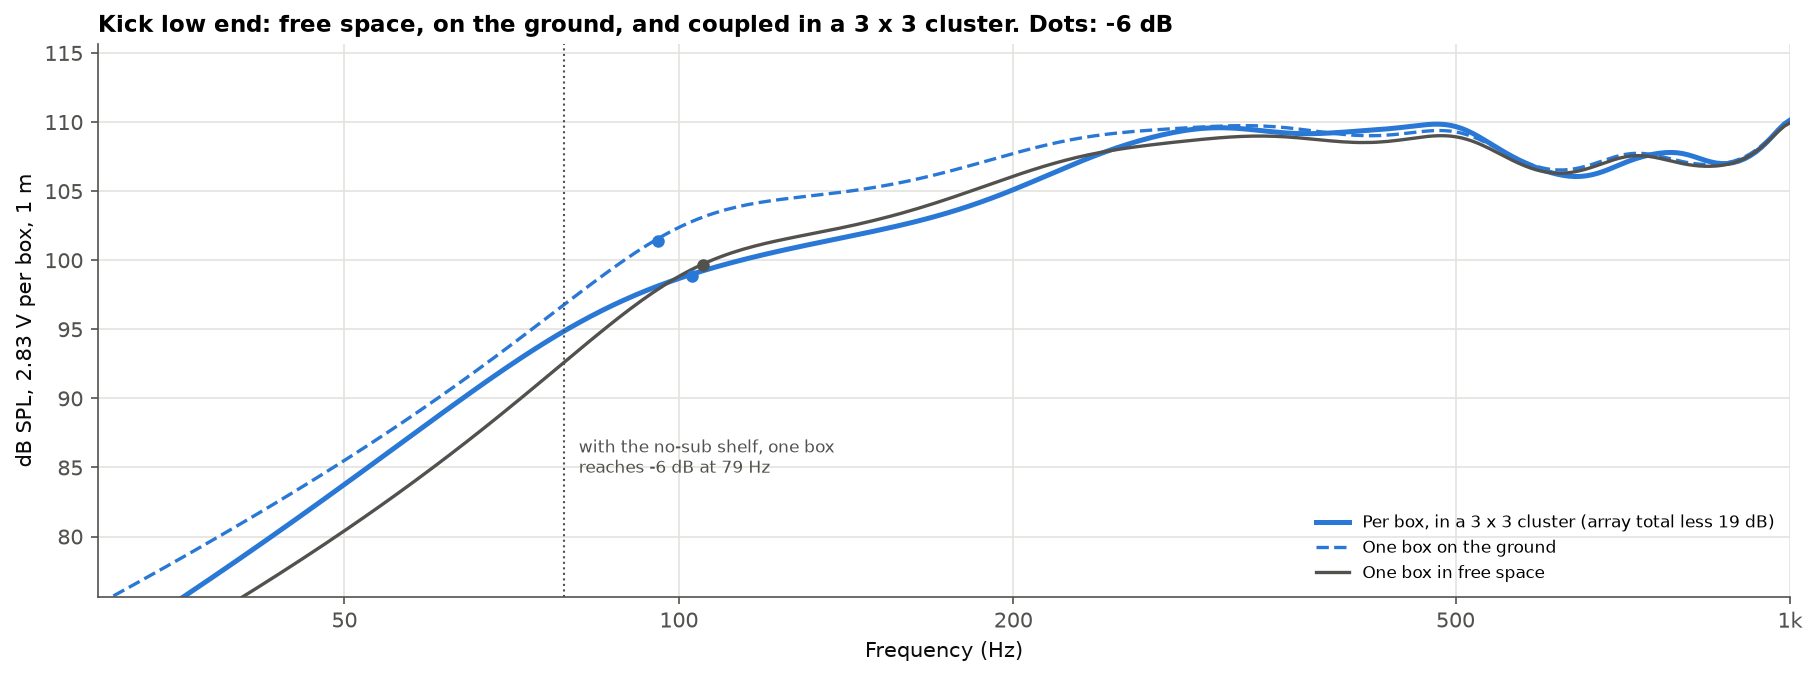 Kick low end: free space, on the ground, and coupled in a 3 x 3 cluster. Dots: -6 dB
dB SPL, 2.83 V per box, 1 m
115
110
105
100
95
90
85
80
with the no-sub shelf, one box
reaches -6 dB at 79 Hz
Per box, in a 3 x 3 cluster (array total less 19 dB)
One box on the ground
One box in free space
50
100
200
500
1k
Frequency (Hz)